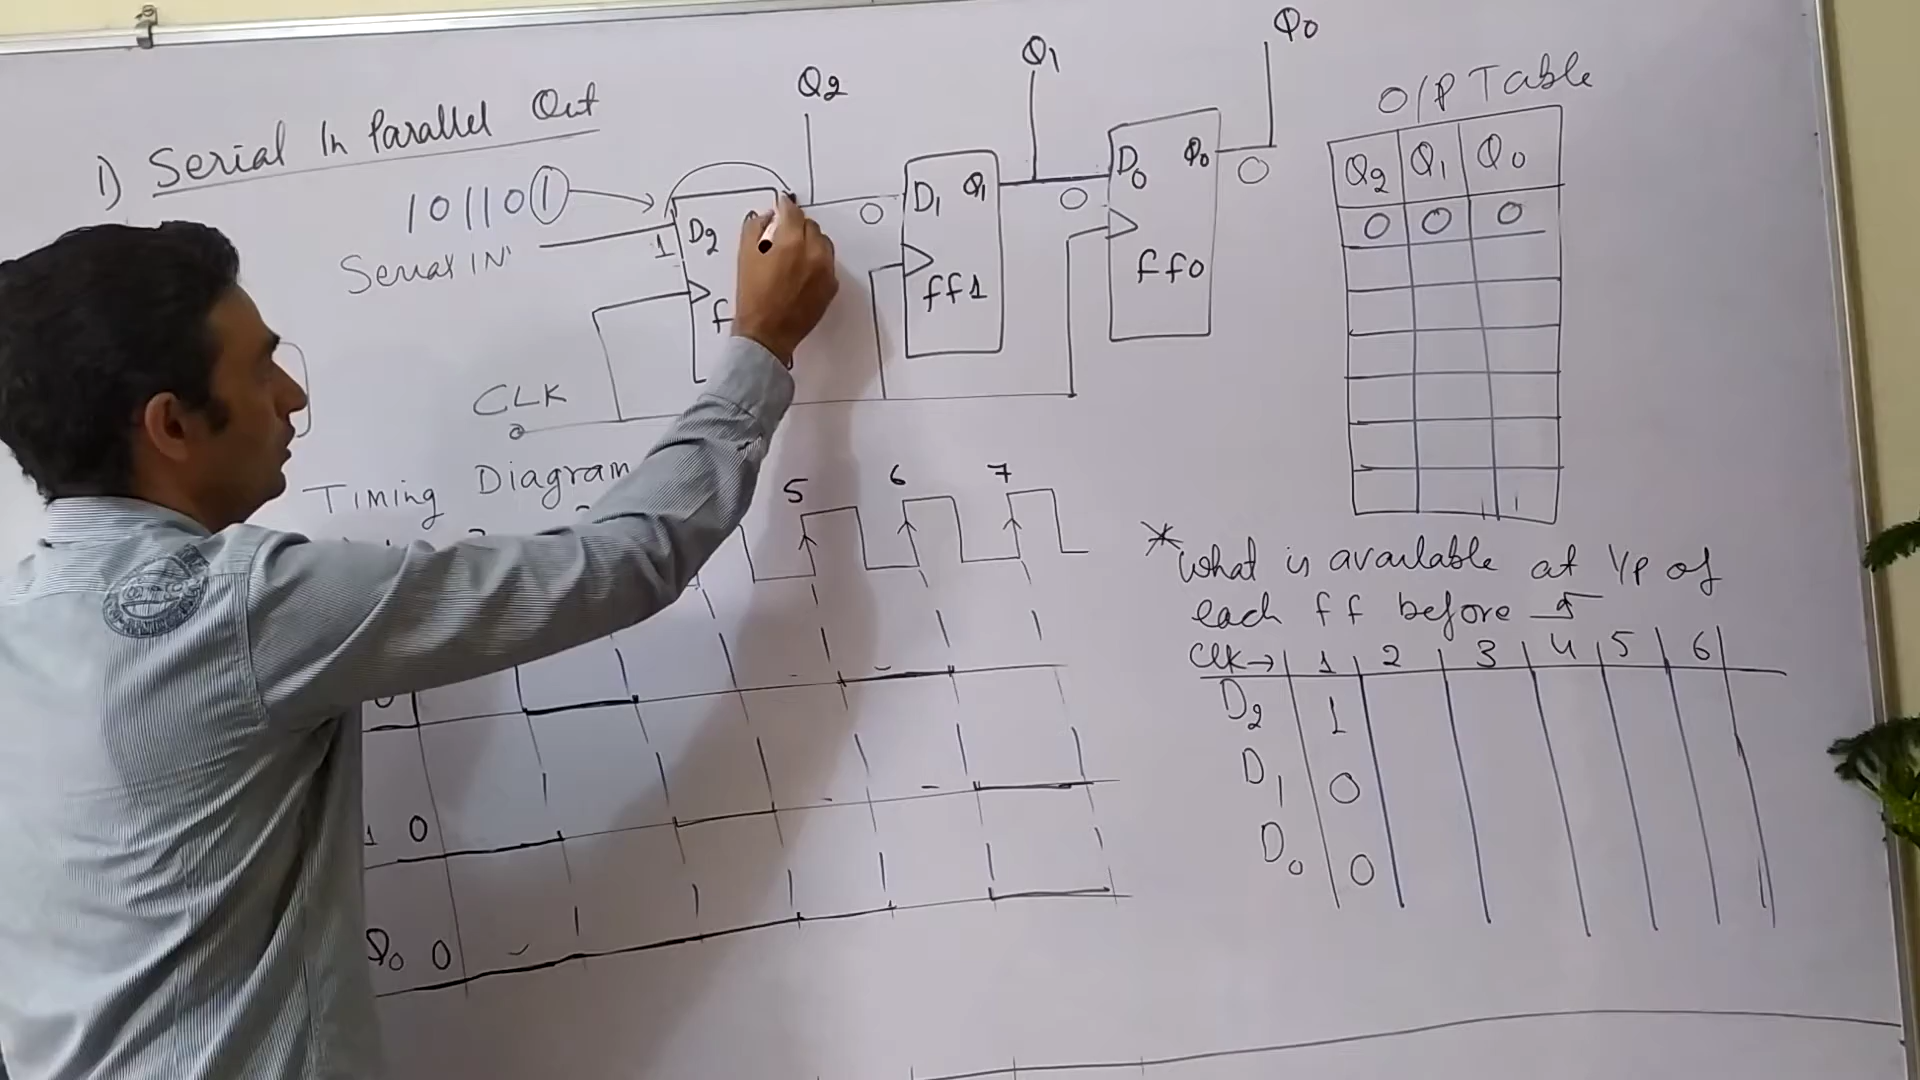 1) Serial In Parallel Out
101101
Serial IN
1
CLK
Q2
Q1
Q0
D2
f
0
D1 Q1
ff1
0
D0 Q0
ff0
0
O/P Table
Q2 Q1 Q0
0 0 0
Timing Diagram
5 6 7
0
1 0
Q0 0
* What is available at I/P of
each ff before
Clk→ 1 2 3 4 5 6
D2 1
D1 0
D0 0